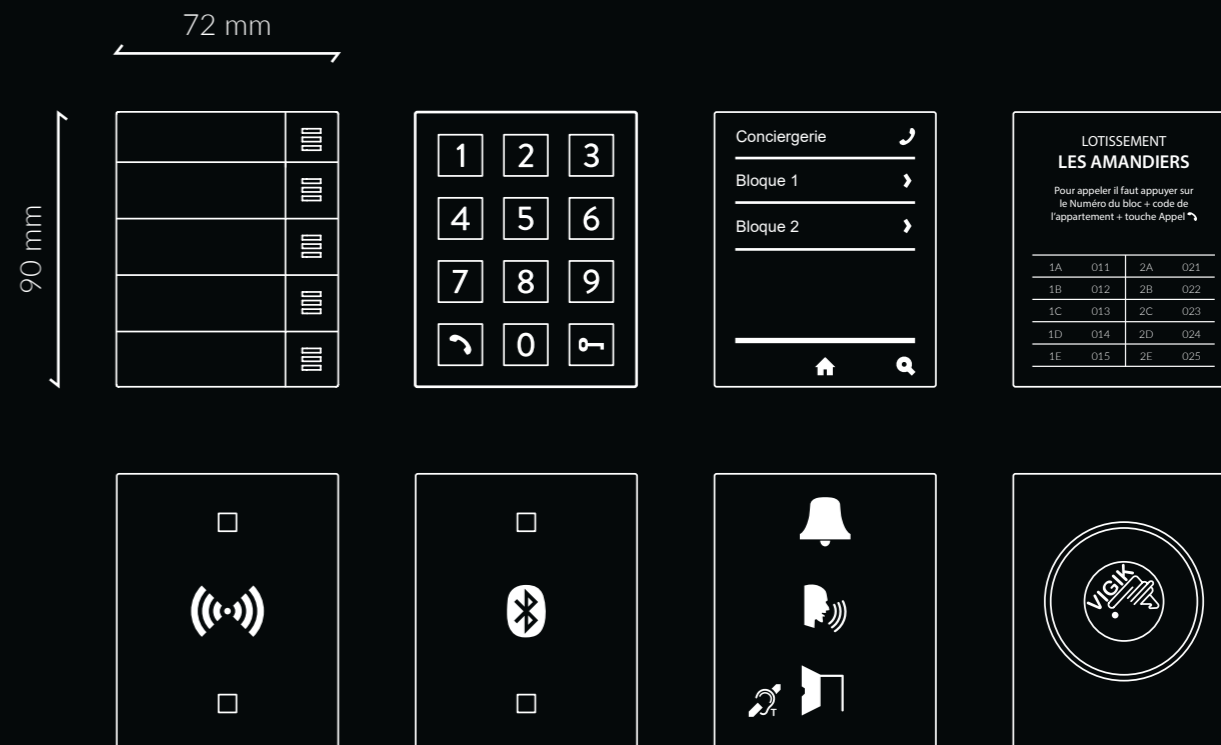 72 mm
90 mm
1 2 3
4 5 6
7 8 9
0
Conciergerie
Bloque 1
Bloque 2
LOTISSEMENT
LES AMANDIERS
Pour appeler il faut appuyer sur
le Numéro du bloc + code de
l'appartement + touche Appel
1A 011 2A 021
1B 012 2B 022
1C 013 2C 023
1D 014 2D 024
1E 015 2E 025
T
VIGIK